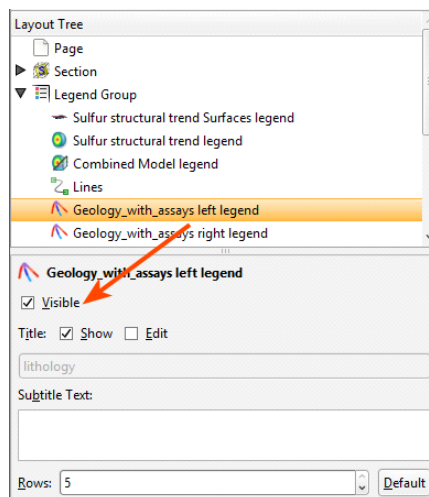 Layout Tree
Page
Section
Legend Group
Sulfur structural trend Surfaces legend
Sulfur structural trend legend
Combined Model legend
Lines
Geology_with_assays left legend
Geology_with_assays right legend
Geology_with_assays left legend
Visible
Title: Show Edit
lithology
Subtitle Text:
Rows: 5 Default